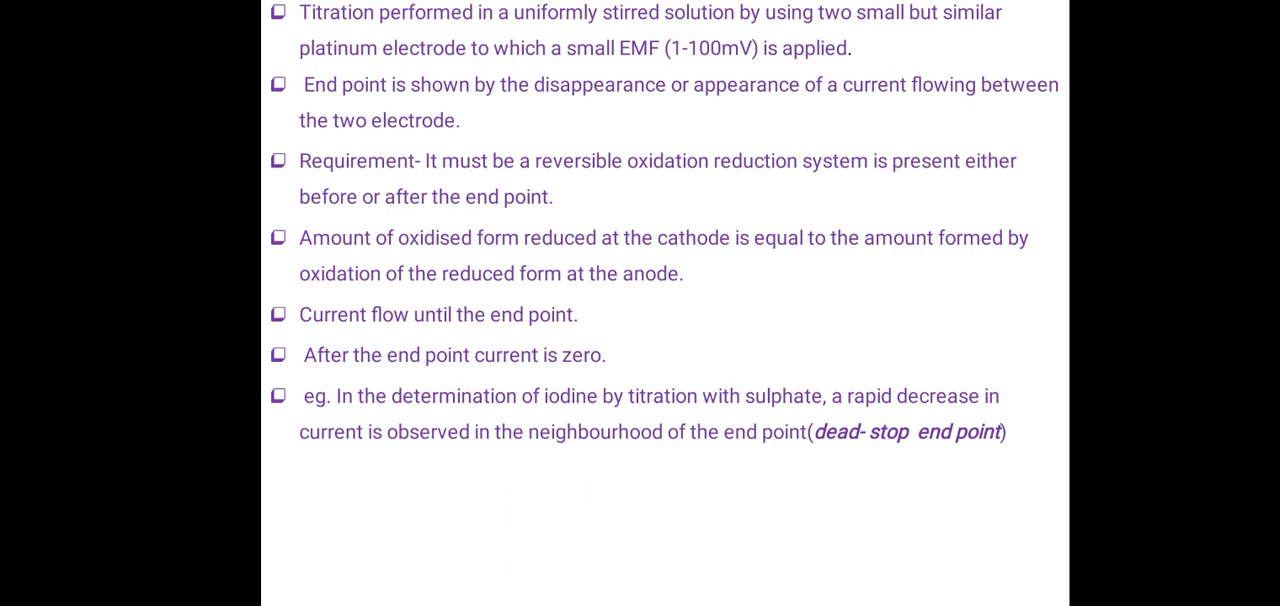 Titration performed in a uniformly stirred solution by using two small but similar
platinum electrode to which a small EMF (1-100mV) is applied.
End point is shown by the disappearance or appearance of a current flowing between
the two electrode.
Requirement- It must be a reversible oxidation reduction system is present either
before or after the end point.
Amount of oxidised form reduced at the cathode is equal to the amount formed by
oxidation of the reduced form at the anode.
Current flow until the end point.
After the end point current is zero.
eg. In the determination of iodine by titration with sulphate, a rapid decrease in
current is observed in the neighbourhood of the end point(dead- stop end point)